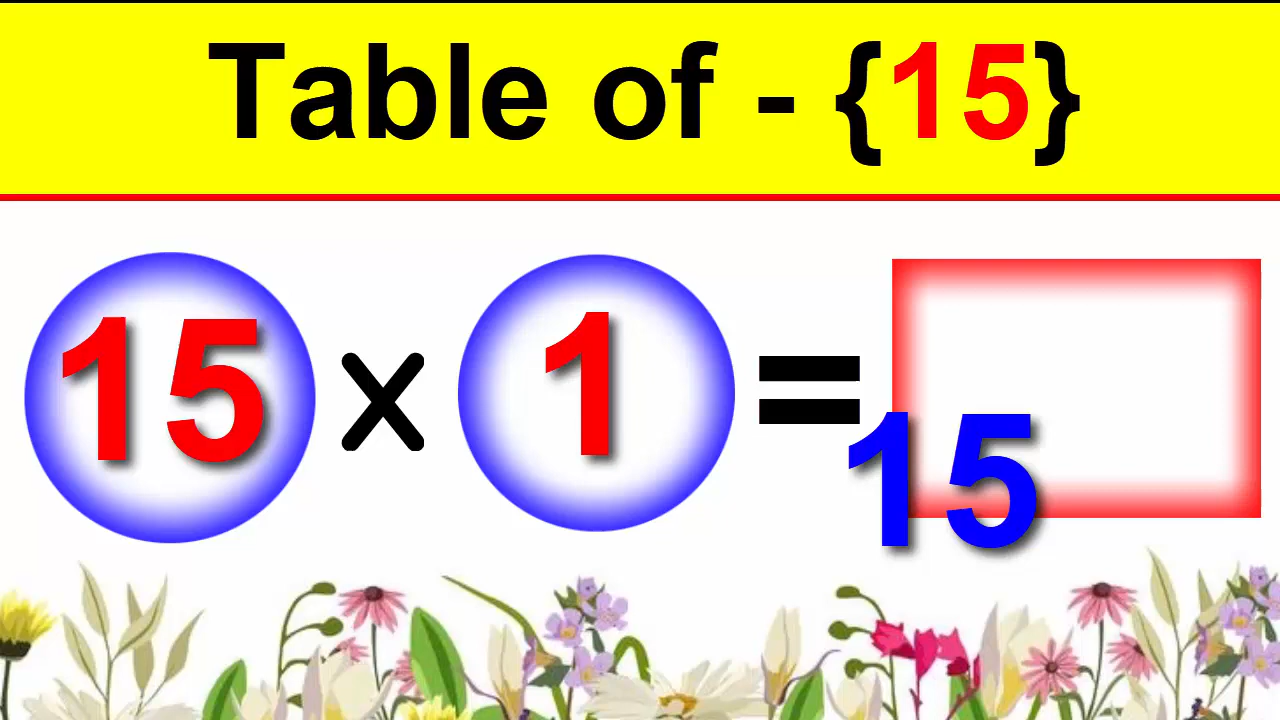 Table of - {15}
15 x 1 = 15